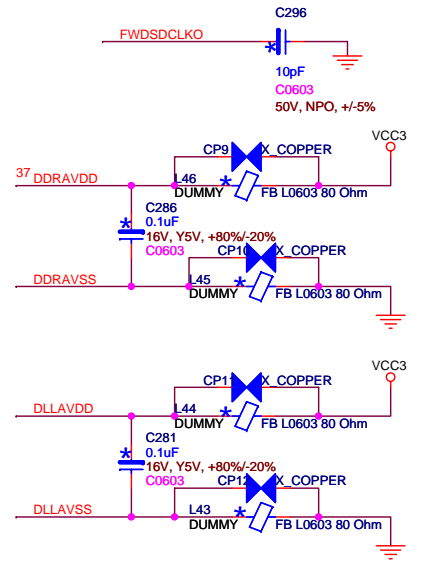 C296
FWDSDCLKO
*
10pF
C0603
50V, NPO, +/-5%
VCC3
CP9 X_COPPER
37 DDRAVDD
L46 *
DUMMY FB L0603 80 Ohm
C286
* 0.1uF
16V, Y5V, +80%/-20%
C0603
CP10 X_COPPER
DDRAVSS
L45 *
DUMMY FB L0603 80 Ohm
VCC3
CP11 X_COPPER
DLLAVDD
L44 *
DUMMY FB L0603 80 Ohm
C281
* 0.1uF
16V, Y5V, +80%/-20%
C0603
CP12 X_COPPER
DLLAVSS
L43 *
DUMMY FB L0603 80 Ohm